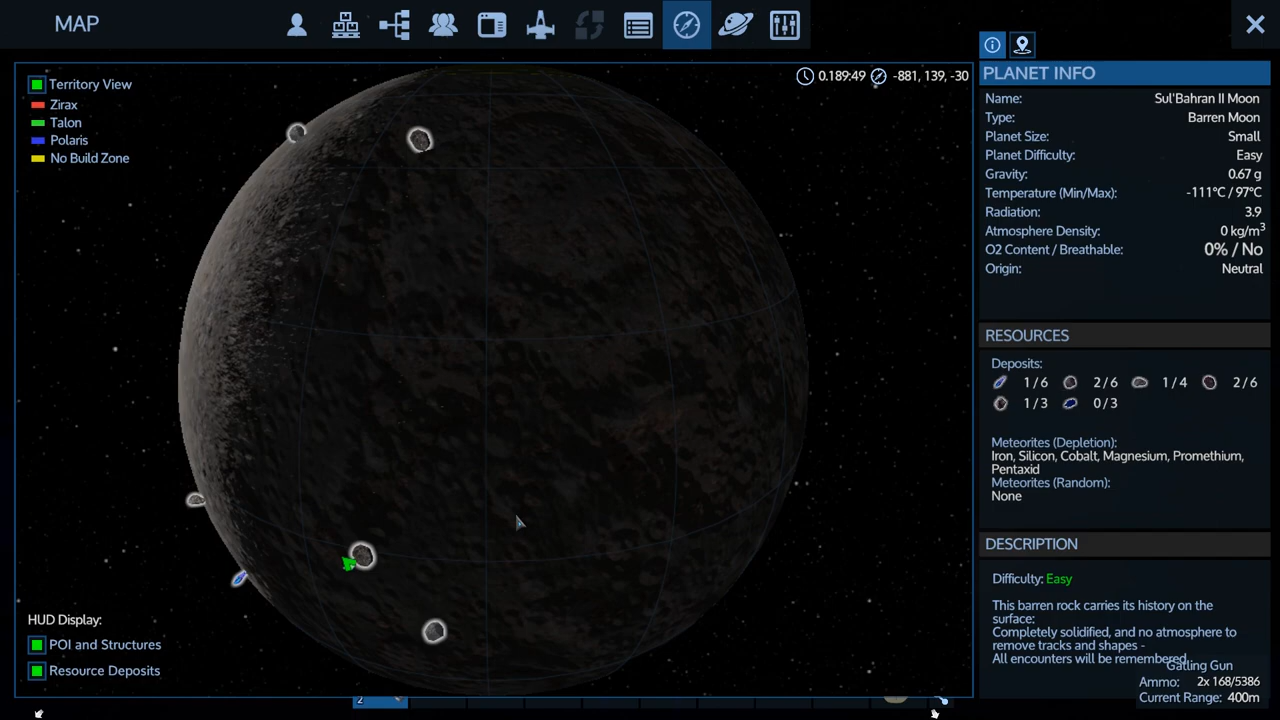 MAP
Territory View
Zirax
Talon
Polaris
No Build Zone
0.189:49
-881, 139, -30
HUD Display:
POI and Structures
Resource Deposits
2
PLANET INFO
Name: Sul'Bahran II Moon
Type: Barren Moon
Planet Size: Small
Planet Difficulty: Easy
Gravity: 0.67 g
Temperature (Min/Max): -111°C / 97°C
Radiation: 3.9
Atmosphere Density: 0 kg/m³
O2 Content / Breathable: 0% / No
Origin: Neutral
RESOURCES
Deposits:
1/6 2/6 1/4 2/6
1/3 0/3
Meteorites (Depletion):
Iron, Silicon, Cobalt, Magnesium, Promethium,
Pentaxid
Meteorites (Random):
None
DESCRIPTION
Difficulty: Easy
This barren rock carries its history on the
surface:
Completely solidified, and no atmosphere to
remove tracks and shapes -
All encounters will be remembered
Gatling Gun
Ammo: 2x 168/5386
Current Range: 400m